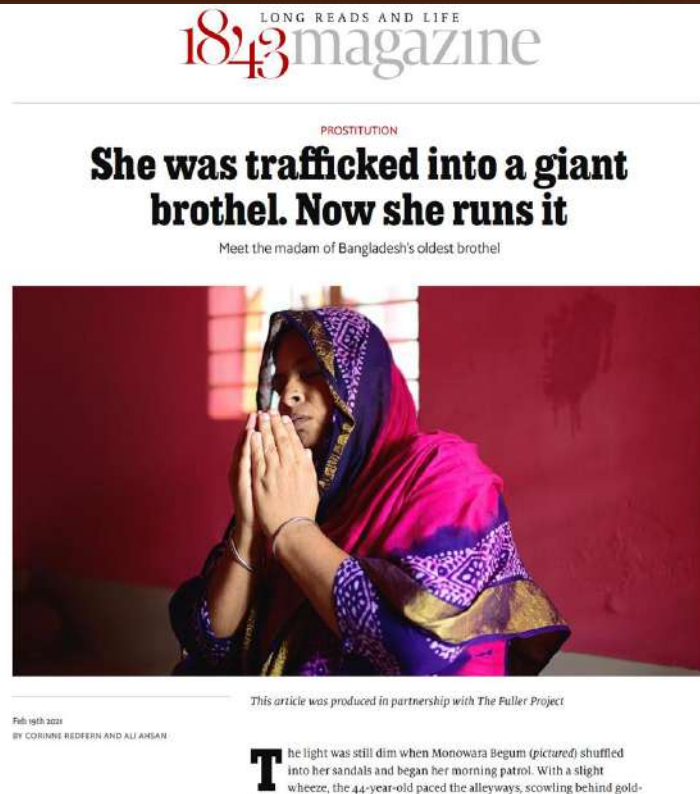 LONG READS AND LIFE
1843 magazine
PROSTITUTION
She was trafficked into a giant
brothel. Now she runs it
Meet the madam of Bangladesh's oldest brothel
This article was produced in partnership with The Fuller Project
Feb 19th 2021
BY CORINNE REDFERN AND ALI AHSAN
The light was still dim when Monowara Begum (pictured) shuffled
into her sandals and began her morning patrol. With a slight
wheeze, the 44-year-old paced the alleyways, scowling behind gold-